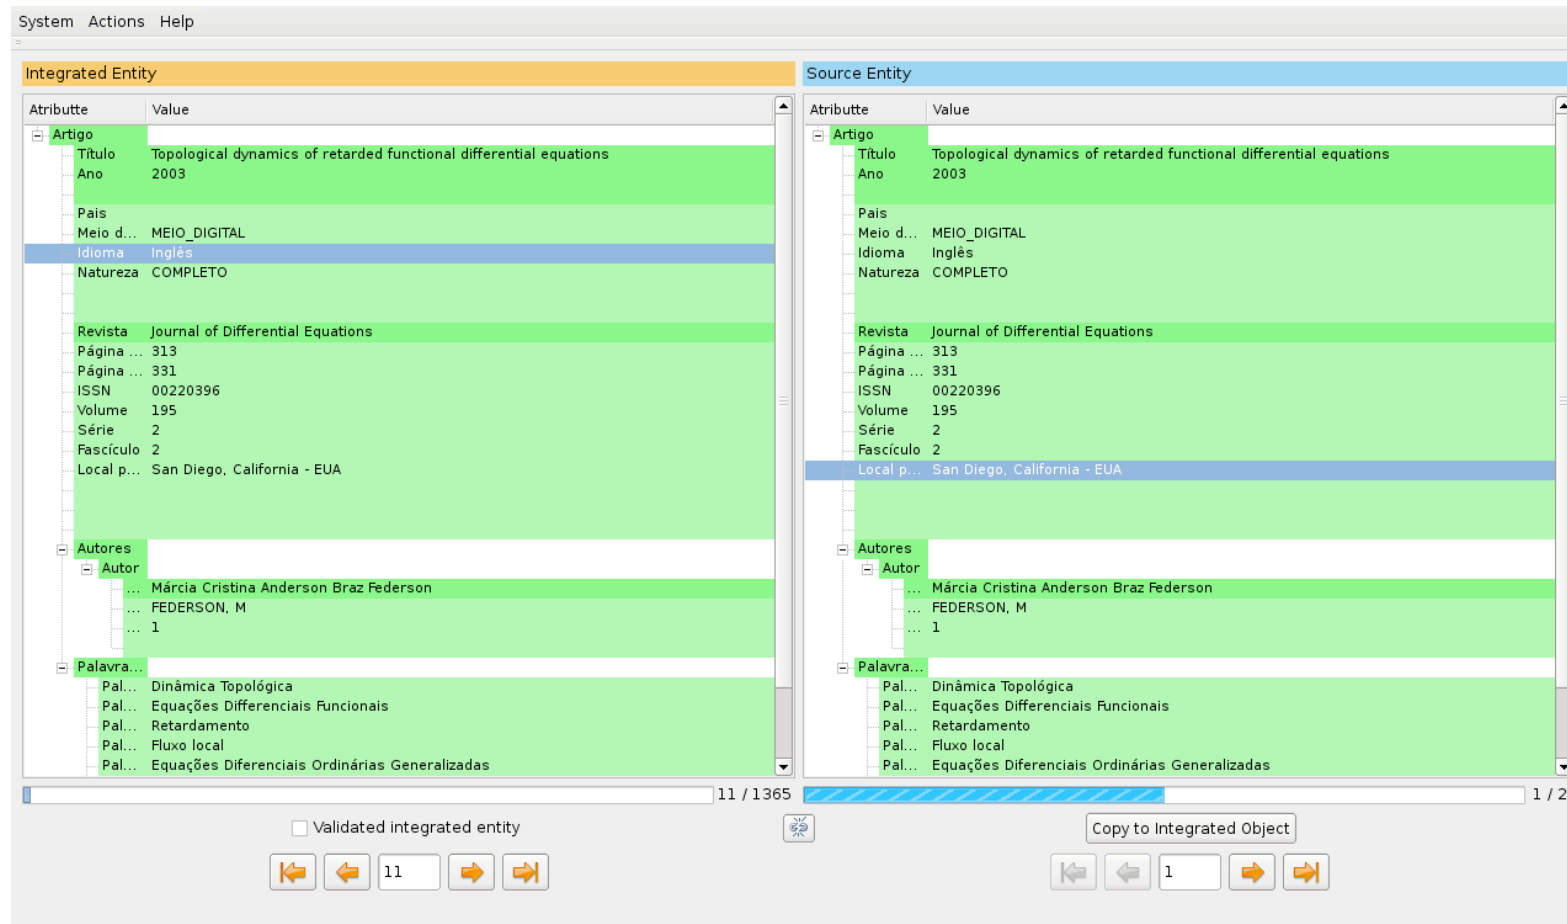 System Actions Help
Integrated Entity
Atributte Value
Artigo
Título Topological dynamics of retarded functional differential equations
Ano 2003
Pais
Meio d... MEIO_DIGITAL
Idioma Inglês
Natureza COMPLETO
Revista Journal of Differential Equations
Página ... 313
Página ... 331
ISSN 00220396
Volume 195
Série 2
Fascículo 2
Local p... San Diego, California - EUA
Autores
Autor
... Márcia Cristina Anderson Braz Federson
... FEDERSON, M
... 1
Palavra...
Pal... Dinâmica Topológica
Pal... Equações Differenciais Funcionais
Pal... Retardamento
Pal... Fluxo local
Pal... Equações Diferenciais Ordinárias Generalizadas
11 / 1365
Validated integrated entity
11
Source Entity
Atributte Value
Artigo
Título Topological dynamics of retarded functional differential equations
Ano 2003
Pais
Meio d... MEIO_DIGITAL
Idioma Inglês
Natureza COMPLETO
Revista Journal of Differential Equations
Página ... 313
Página ... 331
ISSN 00220396
Volume 195
Série 2
Fascículo 2
Local p... San Diego, California - EUA
Autores
Autor
... Márcia Cristina Anderson Braz Federson
... FEDERSON, M
... 1
Palavra...
Pal... Dinâmica Topológica
Pal... Equações Differenciais Funcionais
Pal... Retardamento
Pal... Fluxo local
Pal... Equações Diferenciais Ordinárias Generalizadas
1 / 2
Copy to Integrated Object
1